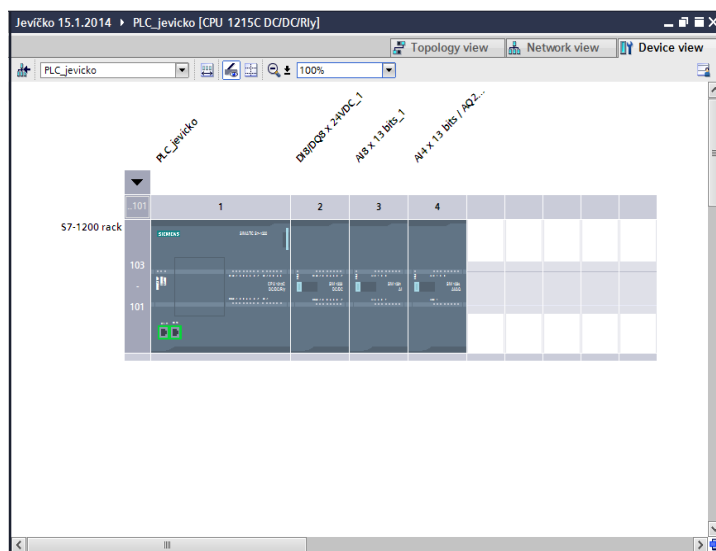 Jevíčko 15.1.2014 ▸ PLC_jevicko [CPU 1215C DC/DC/Rly]
Topology view Network view Device view
PLC_jevicko 100%
PLC_jevicko DI8/DQ8 x 24VDC_1 AI8 x 13 bits_1 AI4 x 13 bits / AQ2...
..101 1 2 3 4
S7-1200 rack
SIEMENS
103
-
101